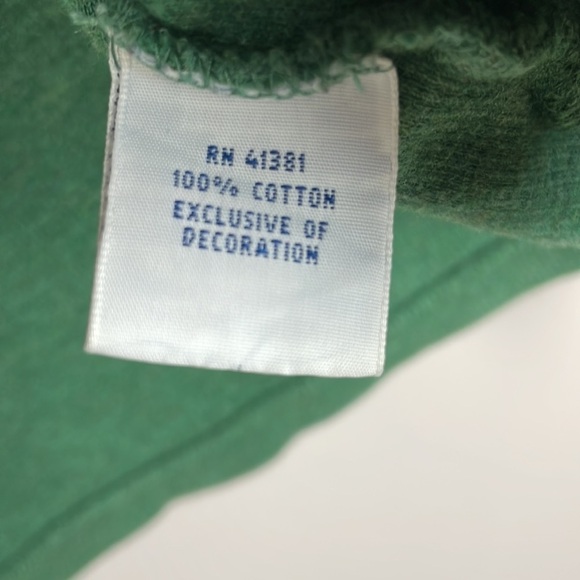 RN 41381
100% COTTON
EXCLUSIVE OF
DECORATION